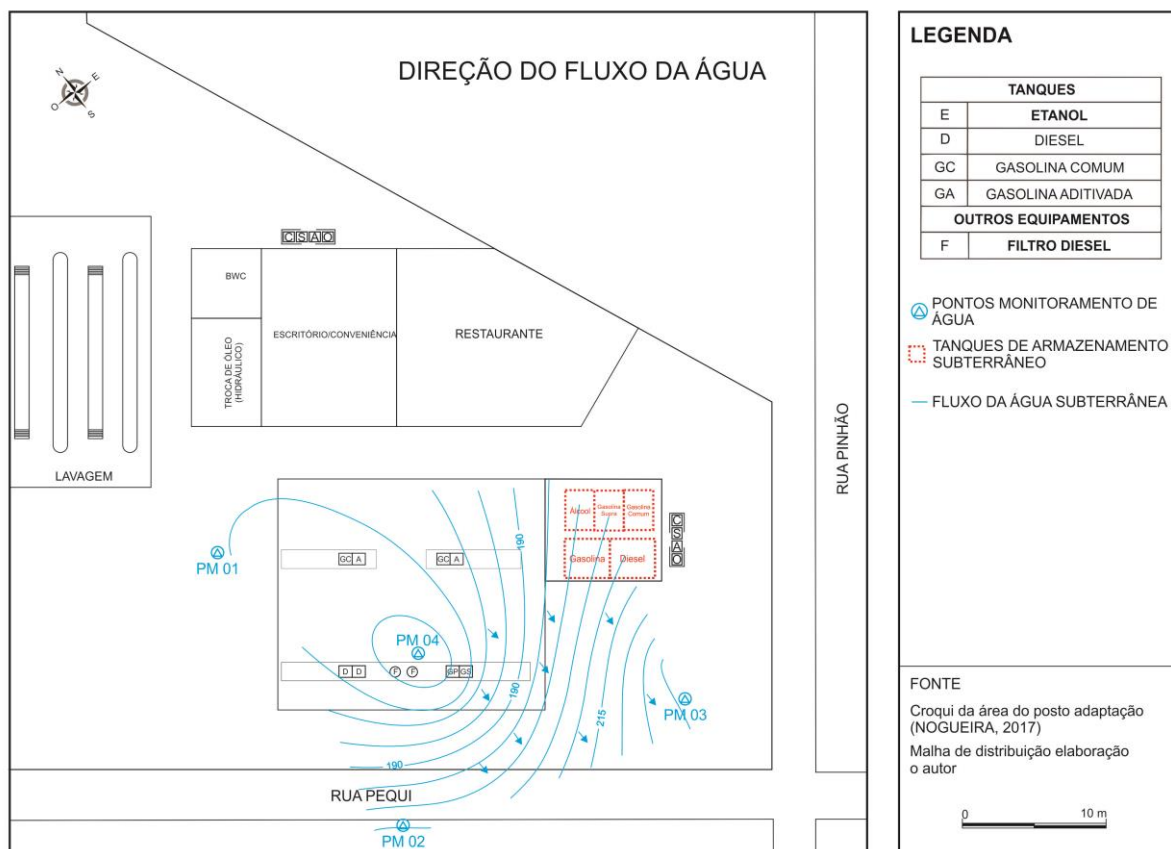 DIREÇÃO DO FLUXO DA ÁGUA
N
E
O
S
CSAO
BWC
TROCA DE ÓLEO
(HIDRÁULICO)
ESCRITÓRIO/CONVENIÊNCIA
RESTAURANTE
LAVAGEM
RUA PINHÃO
Álcool
Gasolina
Supra
Gasolina
Comum
Gasolina
Diesel
CSAO
190
PM 01
GC A
GC A
PM 04
D D
F
F
GP GS
190
190
215
PM 03
RUA PEQUI
PM 02
LEGENDA
TANQUES
E ETANOL
D DIESEL
GC GASOLINA COMUM
GA GASOLINA ADITIVADA
OUTROS EQUIPAMENTOS
F FILTRO DIESEL
PONTOS MONITORAMENTO DE
ÁGUA
TANQUES DE ARMAZENAMENTO
SUBTERRÂNEO
FLUXO DA ÁGUA SUBTERRÂNEA
FONTE
Croqui da área do posto adaptação
(NOGUEIRA, 2017)
Malha de distribuição elaboração
o autor
0 10 m